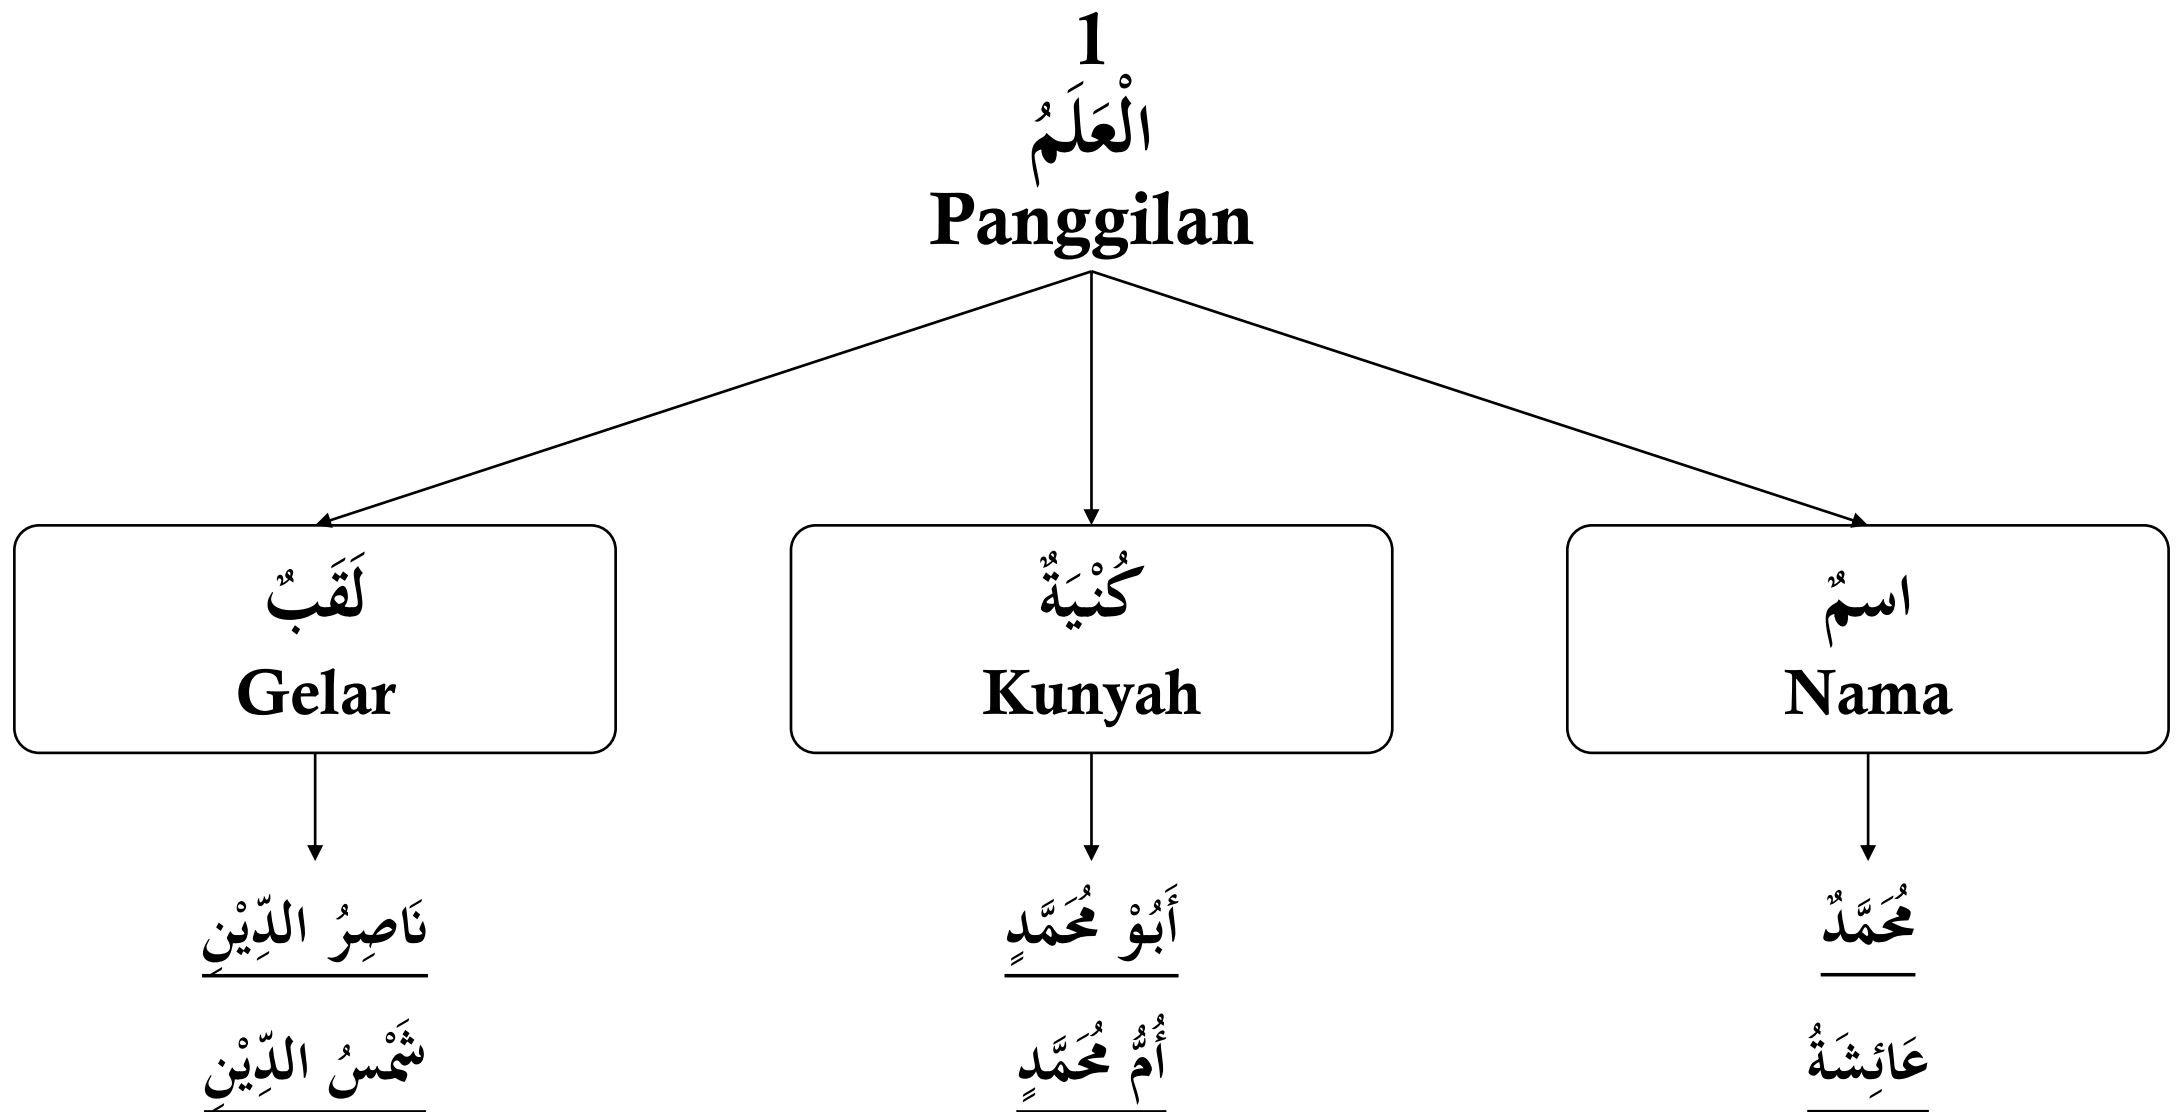 1
الْعَلَمُ
Panggilan
اسمٌ
Nama
مُحَمَّدٌ
عَائِشَةُ
كُنْيَةٌ
Kunyah
أَبُوْ مُحَمَّدٍ
أُمُّ مُحَمَّدٍ
لَقَبٌ
Gelar
نَاصِرُ الدِّيْنِ
شَمْسُ الدِّيْنِ